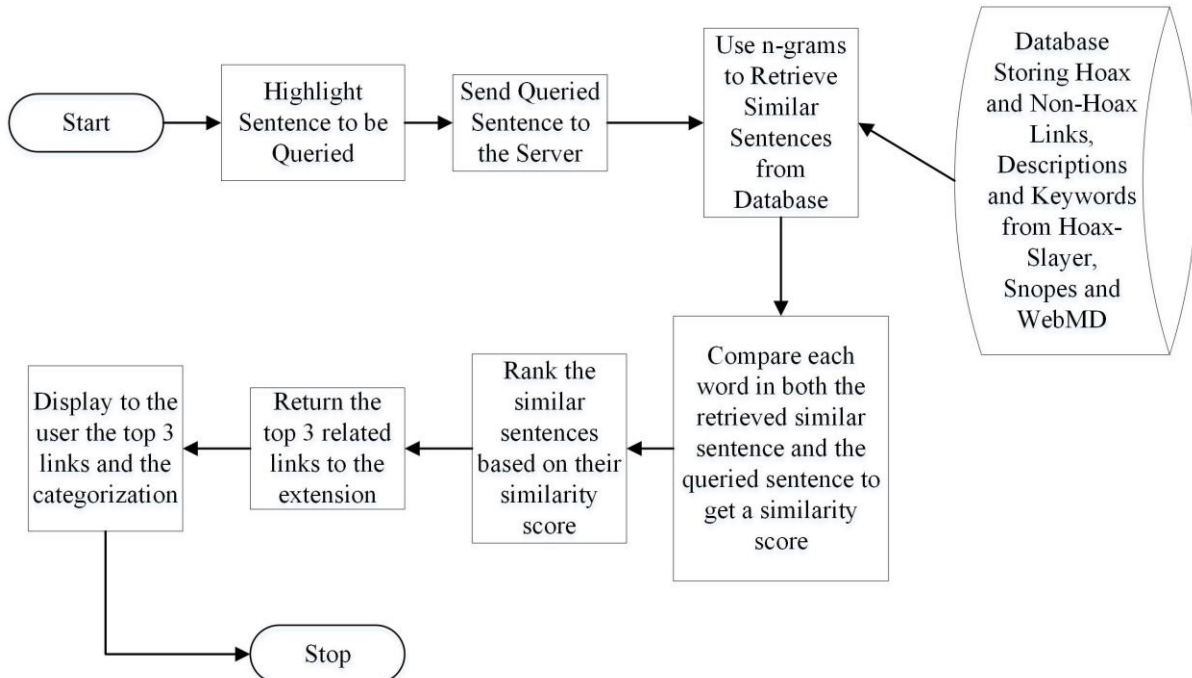 Start
Highlight
Sentence to be
Queried
Send Queried
Sentence to
the Server
Use n-grams
to Retrieve
Similar
Sentences
from
Database
Database
Storing Hoax
and Non-Hoax
Links,
Descriptions
and Keywords
from Hoax-
Slayer,
Snopes and
WebMD
Compare each
word in both the
retrieved similar
sentence and the
queried sentence to
get a similarity
score
Rank the
similar
sentences
based on their
similarity
score
Return the
top 3 related
links to the
extension
Display to the
user the top 3
links and the
categorization
Stop